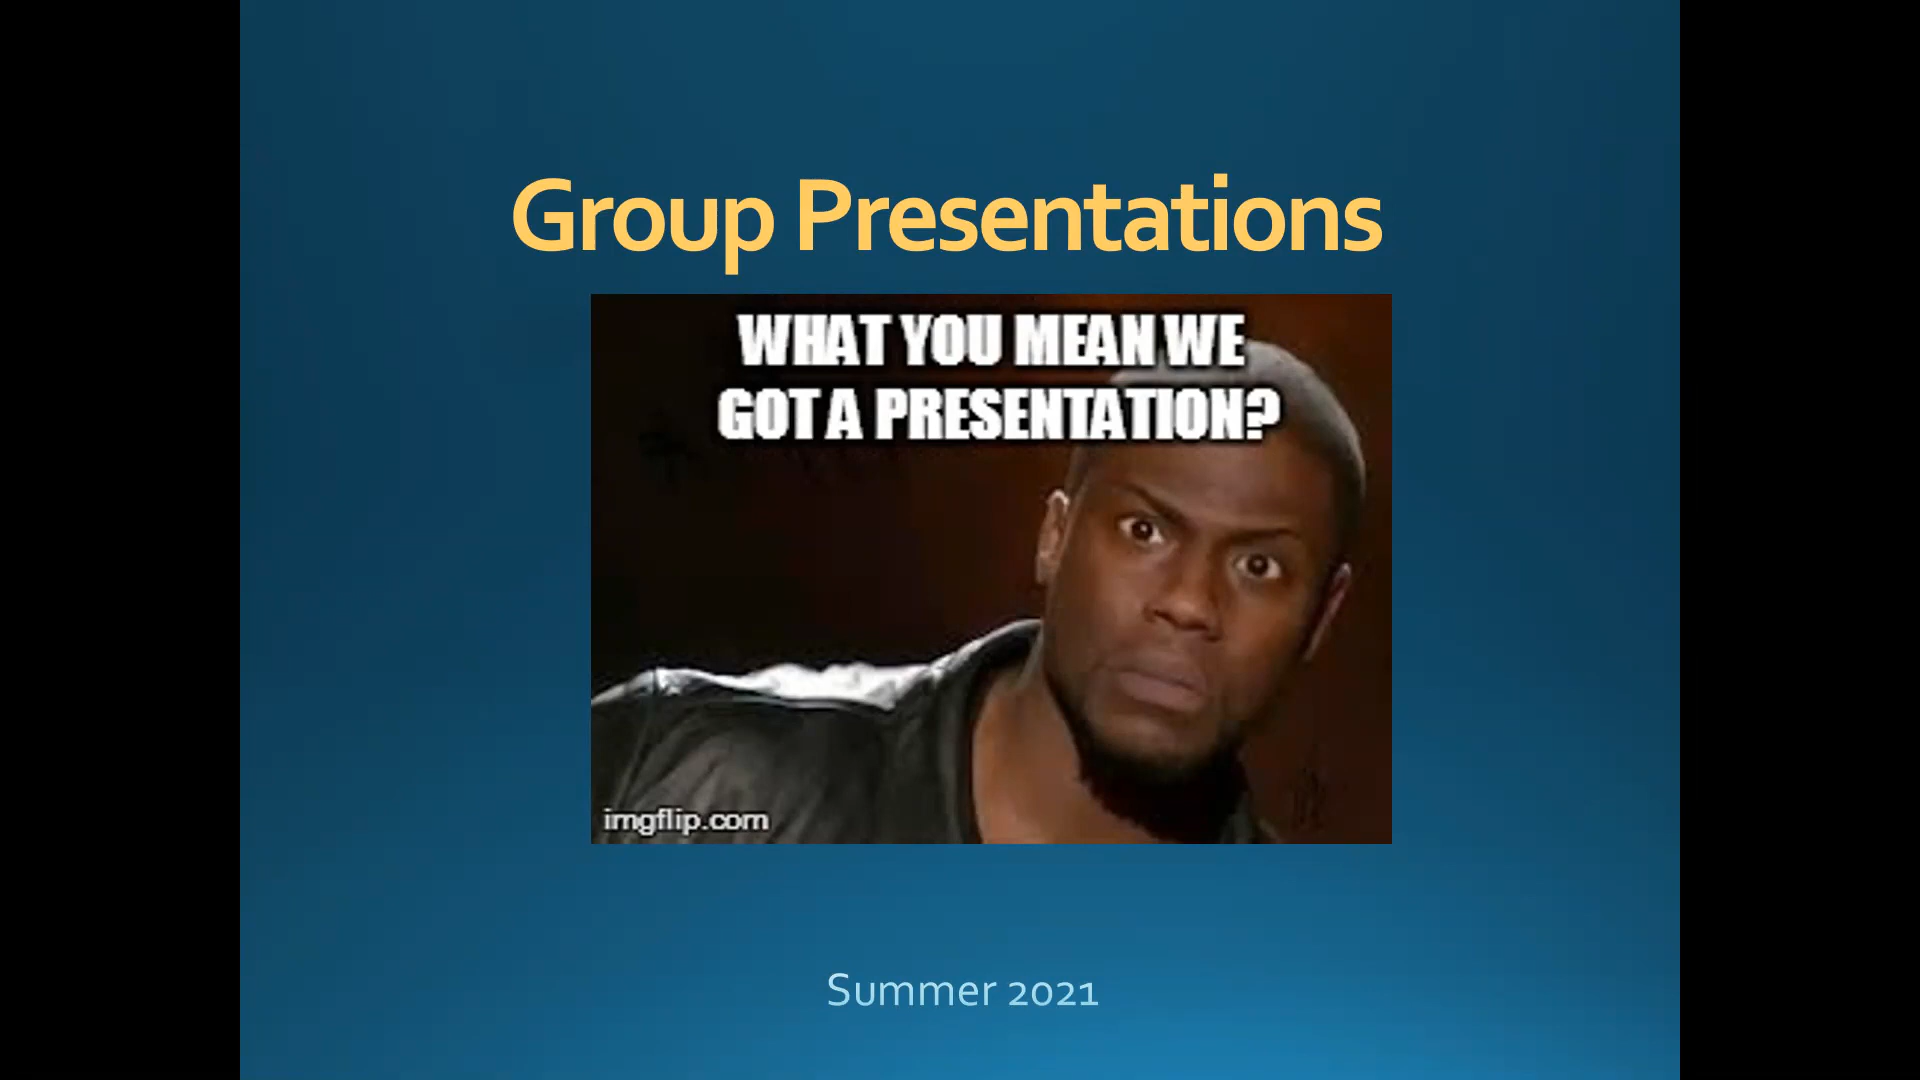 Group Presentations
WHAT YOU MEAN WE
GOT A PRESENTATION?
imgflip.com
Summer 2021